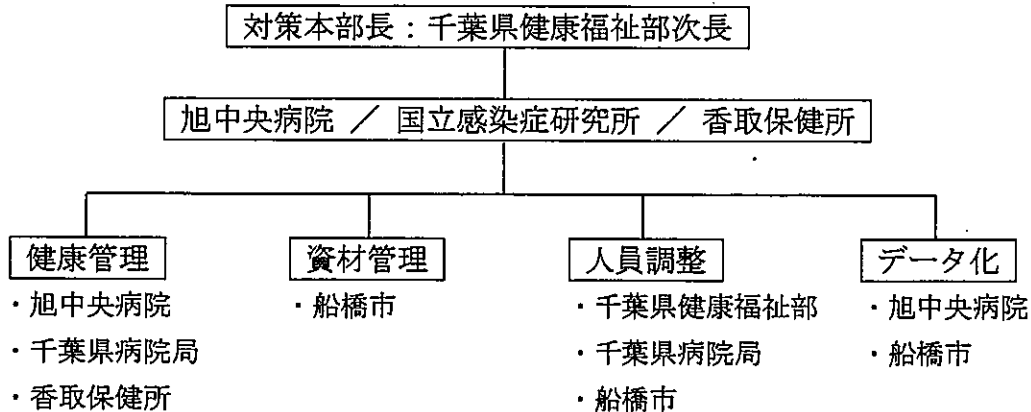 対策本部長：千葉県健康福祉部次長
旭中央病院 ／ 国立感染症研究所 ／ 香取保健所
健康管理
・旭中央病院
・千葉県病院局
・香取保健所
資材管理
・船橋市
人員調整
・千葉県健康福祉部
・千葉県病院局
・船橋市
データ化
・旭中央病院
・船橋市